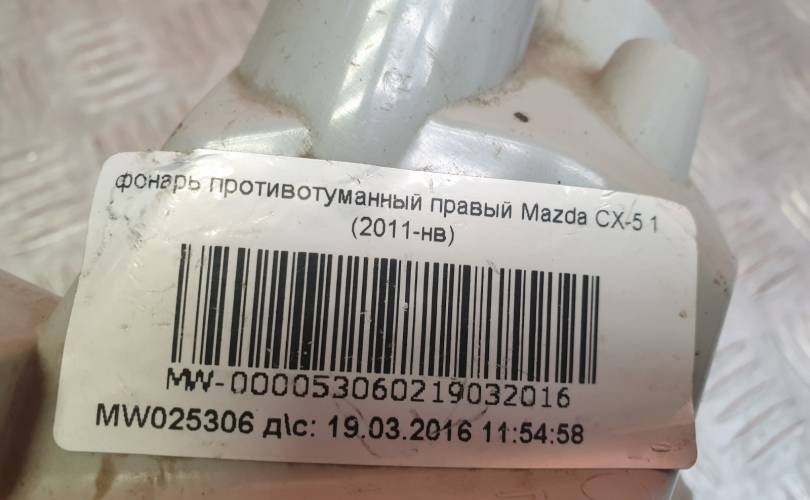 фонарь противотуманный правый Mazda CX-5 1
(2011-нв)
MW-000053060219032016
MW025306 д\с: 19.03.2016 11:54:58